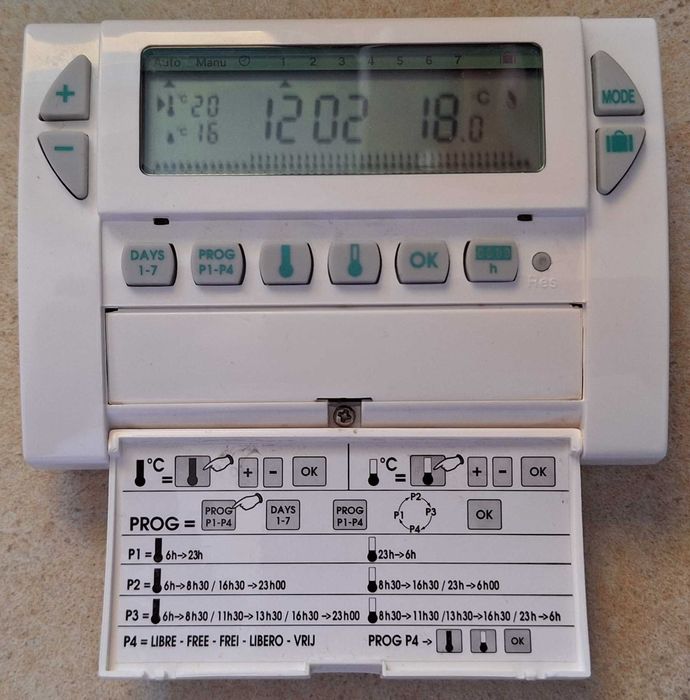 Auto Manu 1 2 3 4 5 6 7
°C 20
°C 16
12 02
18.0 C
+
-
MODE
DAYS 1-7
PROG P1-P4
OK
h
Res
°C = + - OK
°C = + - OK
PROG = PROG P1-P4 DAYS 1-7 PROG P1-P4 P1 P2 P3 P4 OK
P1 = 6h→23h 23h→6h
P2 = 6h→8h30 / 16h30 →23h00 8h30→16h30 / 23h→6h00
P3 = 6h→8h30 / 11h30→13h30 / 16h30 →23h00 8h30→11h30 /13h30→16h30 / 23h→6h
P4 = LIBRE - FREE - FREI - LIBERO - VRIJ PROG P4 → OK